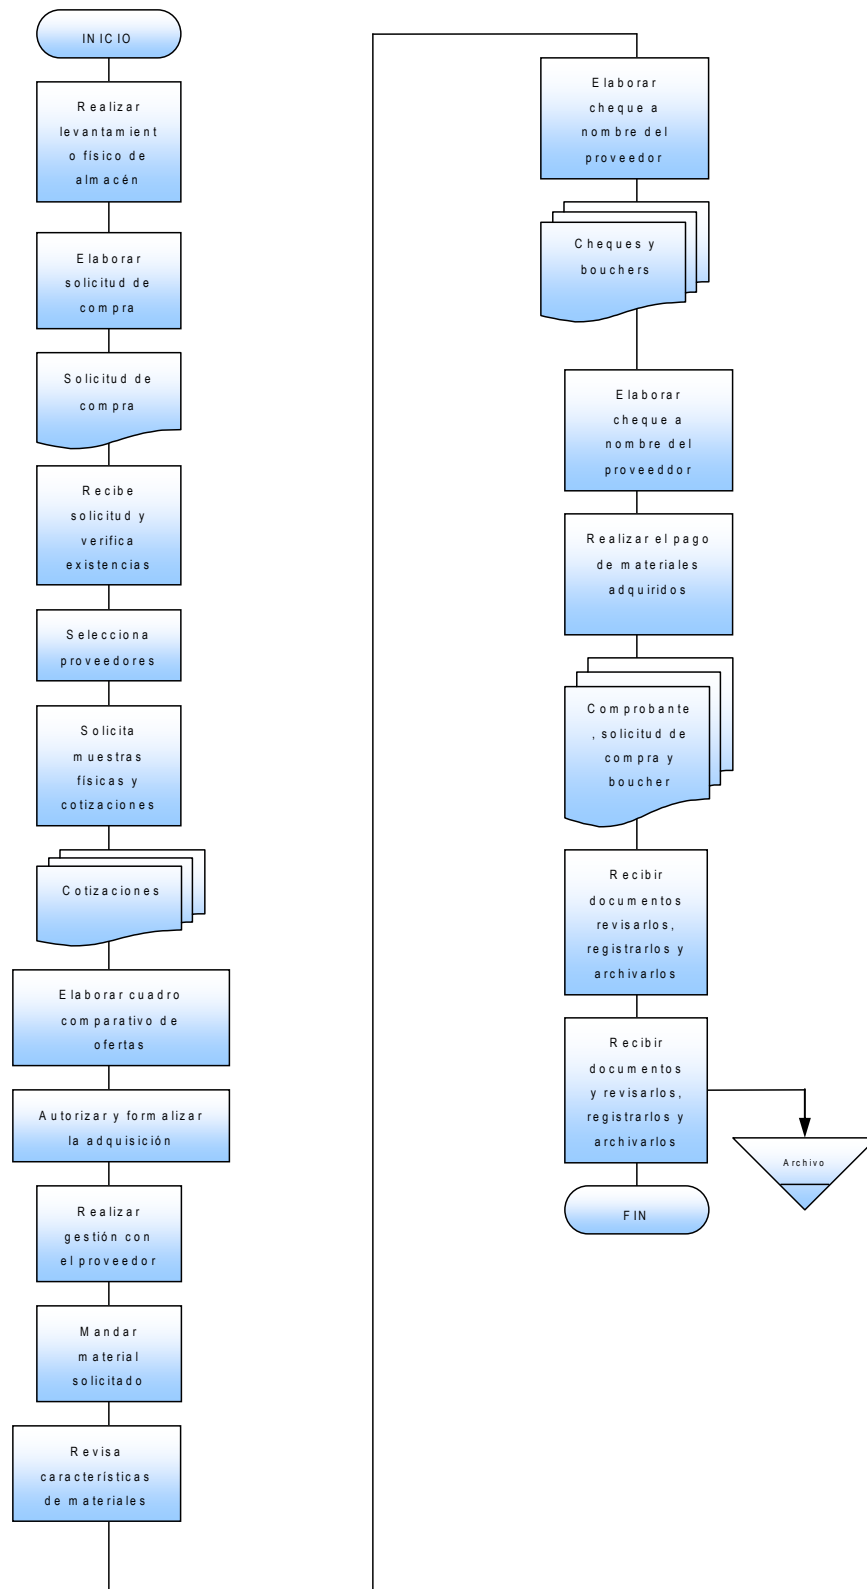 INICIO
Realizar
levantamient
o físico de
almacén
Elaborar
solicitud de
compra
Solicitud de
compra
Recibe
solicitud y
verifica
existencias
Selecciona
proveedores
Solicita
muestras
físicas y
cotizaciones
Cotizaciones
Elaborar cuadro
comparativo de
ofertas
Autorizar y formalizar
la adquisición
Realizar
gestión con
el proveedor
Mandar
material
solicitado
Revisa
características
de materiales
Elaborar
cheque a
nombre del
proveedor
Cheques y
bouchers
Elaborar
cheque a
nombre del
proveeddor
Realizar el pago
de materiales
adquiridos
Comprobante
, solicitud de
compra y
boucher
Recibir
documentos
revisarlos,
registrarlos y
archivarlos
Recibir
documentos
y revisarlos,
registrarlos y
archivarlos
Archivo
FIN